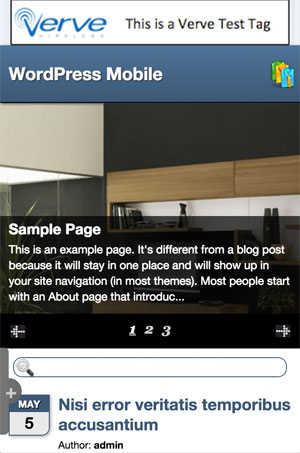 Verve
WIRELESS
This is a Verve Test Tag
WordPress Mobile
Sample Page
This is an example page. It's different from a blog post
because it will stay in one place and will show up in
your site navigation (in most themes). Most people start
with an About page that introduc...
1 2 3
+
MAY
5
Nisi error veritatis temporibus
accusantium
Author: admin